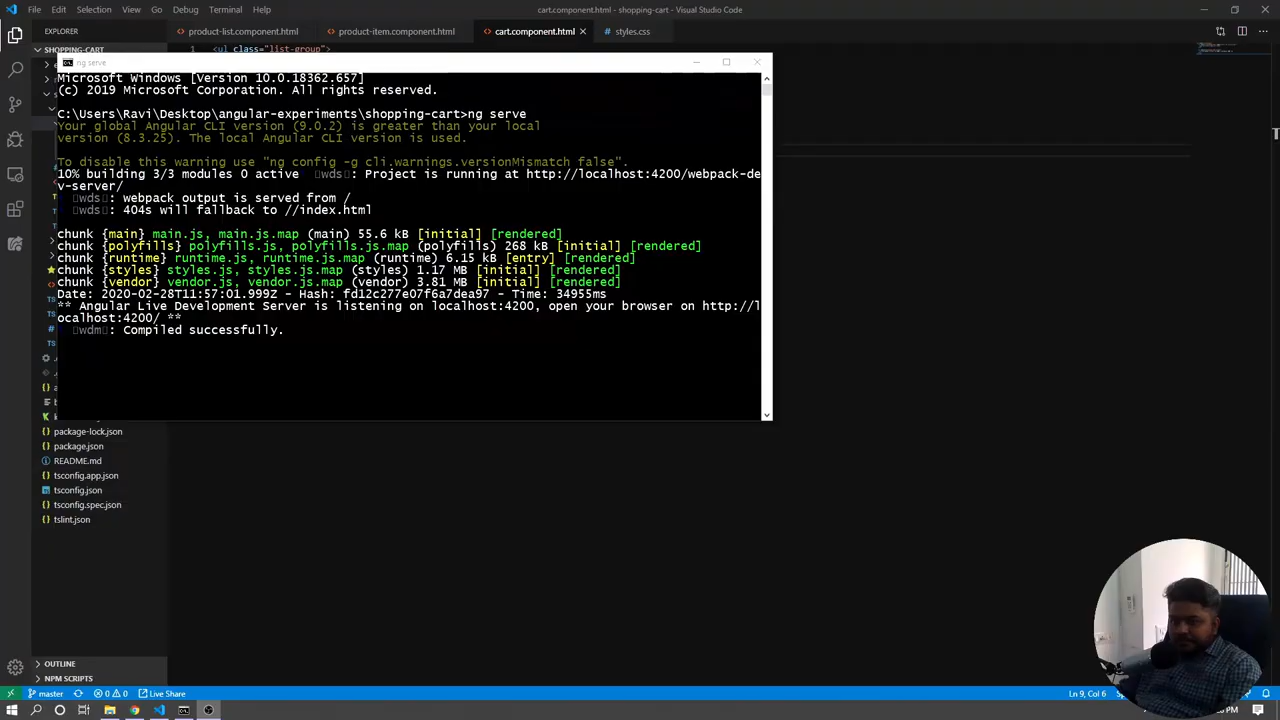 File Edit Selection View Go Debug Terminal Help
cart.component.html - shopping-cart - Visual Studio Code
EXPLORER
product-list.component.html product-item.component.html cart.component.html styles.css
SHOPPING-CART
1 <ul class="list-group">
ng serve
Microsoft Windows [Version 10.0.18362.657]
(c) 2019 Microsoft Corporation. All rights reserved.
C:\Users\Ravi\Desktop\angular-experiments\shopping-cart>ng serve
Your global Angular CLI version (9.0.2) is greater than your local
version (8.3.25). The local Angular CLI version is used.
To disable this warning use "ng config -g cli.warnings.versionMismatch false".
10% building 3/3 modules 0 active wds: Project is running at http://localhost:4200/webpack-de
v-server/
wds: webpack output is served from /
wds: 404s will fallback to //index.html
chunk {main} main.js, main.js.map (main) 55.6 kB [initial] [rendered]
chunk {polyfills} polyfills.js, polyfills.js.map (polyfills) 268 kB [initial] [rendered]
chunk {runtime} runtime.js, runtime.js.map (runtime) 6.15 kB [entry] [rendered]
chunk {styles} styles.js, styles.js.map (styles) 1.17 MB [initial] [rendered]
chunk {vendor} vendor.js, vendor.js.map (vendor) 3.81 MB [initial] [rendered]
Date: 2020-02-28T11:57:01.999Z - Hash: fd12c277e07f6a7dea97 - Time: 34955ms
** Angular Live Development Server is listening on localhost:4200, open your browser on http://l
ocalhost:4200/ **
wdm: Compiled successfully.
package-lock.json
package.json
README.md
tsconfig.app.json
tsconfig.json
tsconfig.spec.json
tslint.json
OUTLINE
NPM SCRIPTS
master 0 0 Live Share
Ln 9, Col 6